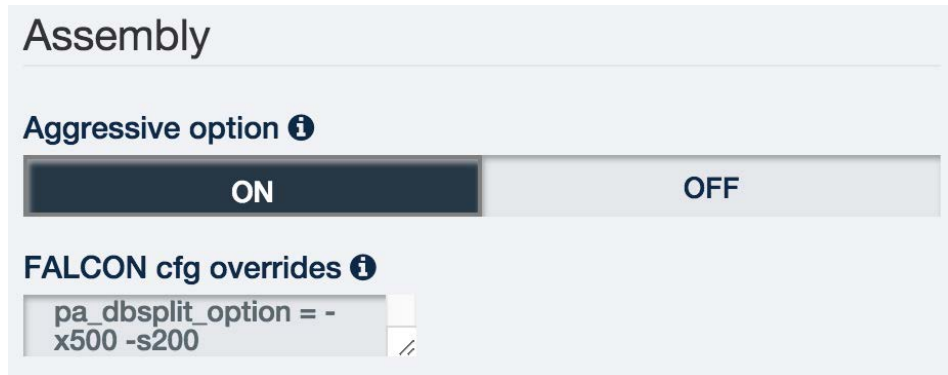 Assembly
Aggressive option
ON OFF
FALCON cfg overrides
pa_dbsplit_option = -
x500 -s200